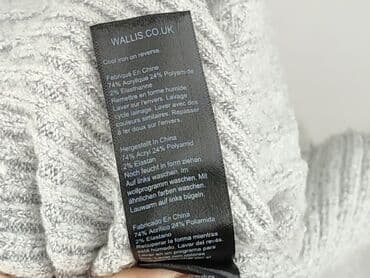 WALLIS.CO.UK
Cool iron on reverse.
Fabriqué En Chine
74% Acrylique 24% Polyamide
2% Elasthanne
Remettre en forme humide.
Laver sur l'envers. Lavage
cycle lainage. Laver avec des
couleurs similaires. Repasser
à fer doux sur l'envers.
Hergestellt In China
74% Acryl 24% Polyamid
2% Elastan
Noch feucht in form ziehen.
Auf links waschen. Im
wollprogramm waschen. Mit
ähnlichen farben waschen.
Lauwarm auf links bügeln.
Fabricado En China
74% Acrílico 24% Poliamida
2% Elastano
Recuperar la forma mientras
está húmedo. Lavar del revés.